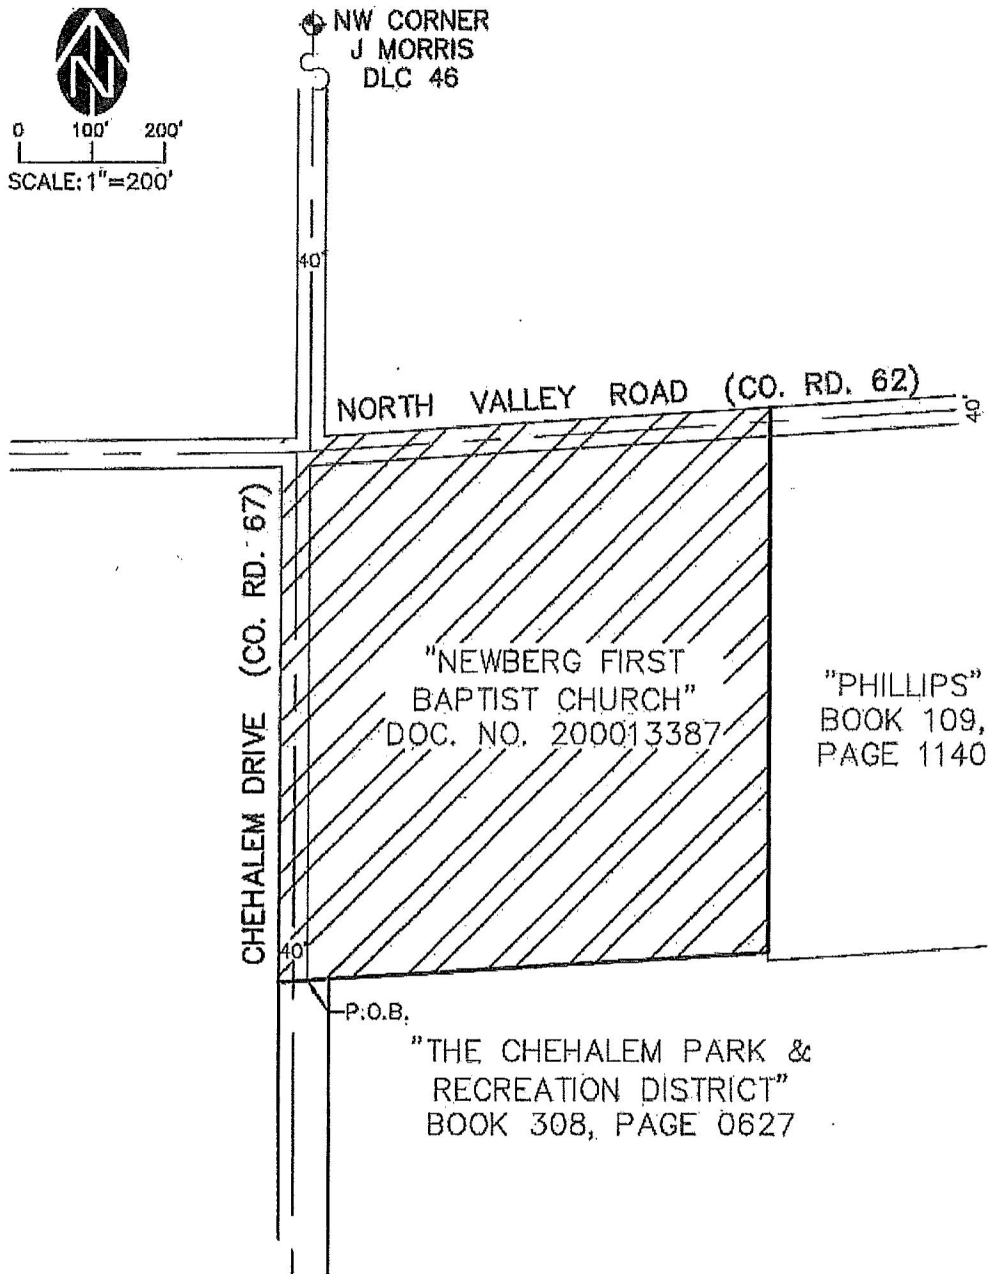 NW CORNER
J MORRIS
DLC 46
N
0 100' 200'
SCALE: 1"=200'
40'
NORTH VALLEY ROAD (CO. RD. 62)
40'
CHEHALEM DRIVE (CO. RD. 67)
"NEWBERG FIRST
BAPTIST CHURCH"
DOC. NO. 200013387
"PHILLIPS"
BOOK 109,
PAGE 1140
40'
P.O.B.
"THE CHEHALEM PARK &
RECREATION DISTRICT"
BOOK 308, PAGE 0627